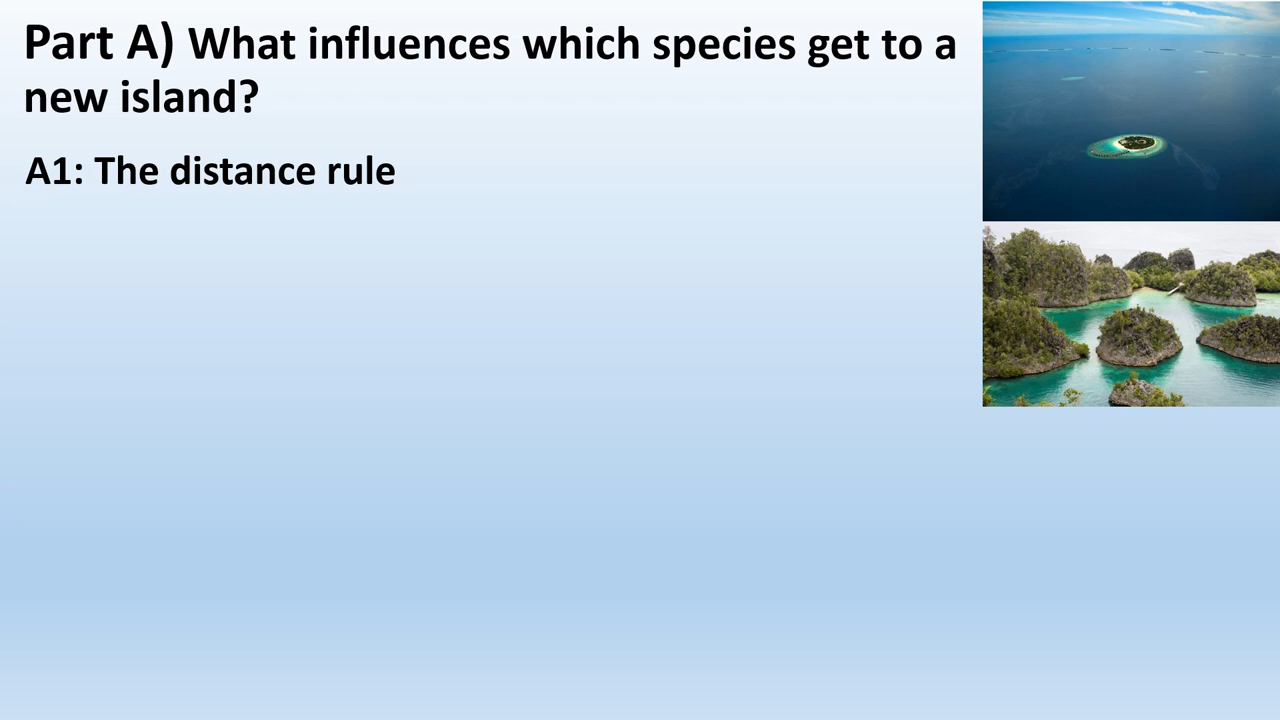 Part A) What influences which species get to a
new island?
A1: The distance rule